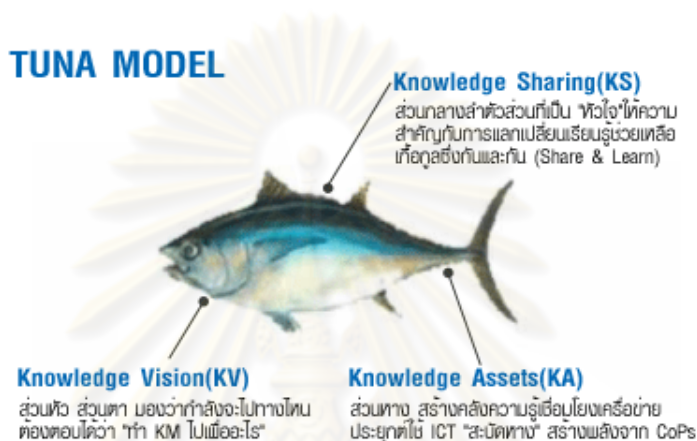 TUNA MODEL
Knowledge Sharing(KS)
ส่วนกลางลำตัวส่วนที่เป็น "หัวใจ"ให้ความ
สำคัญกับการแลกเปลี่ยนเรียนรู้ช่วยเหลือ
เกื้อกูลซึ่งกันและกัน (Share & Learn)
Knowledge Vision(KV)
ส่วนหัว ส่วนตา มองว่ากำลังจะไปทางไหน
ต้องตอบได้ว่า "ทำ KM ไปเพื่ออะไร"
Knowledge Assets(KA)
ส่วนหาง สร้างคลังความรู้เชื่อมโยงเครือข่าย
ประยุกต์ใช้ ICT "สะบัดหาง" สร้างพลังจาก CoPs